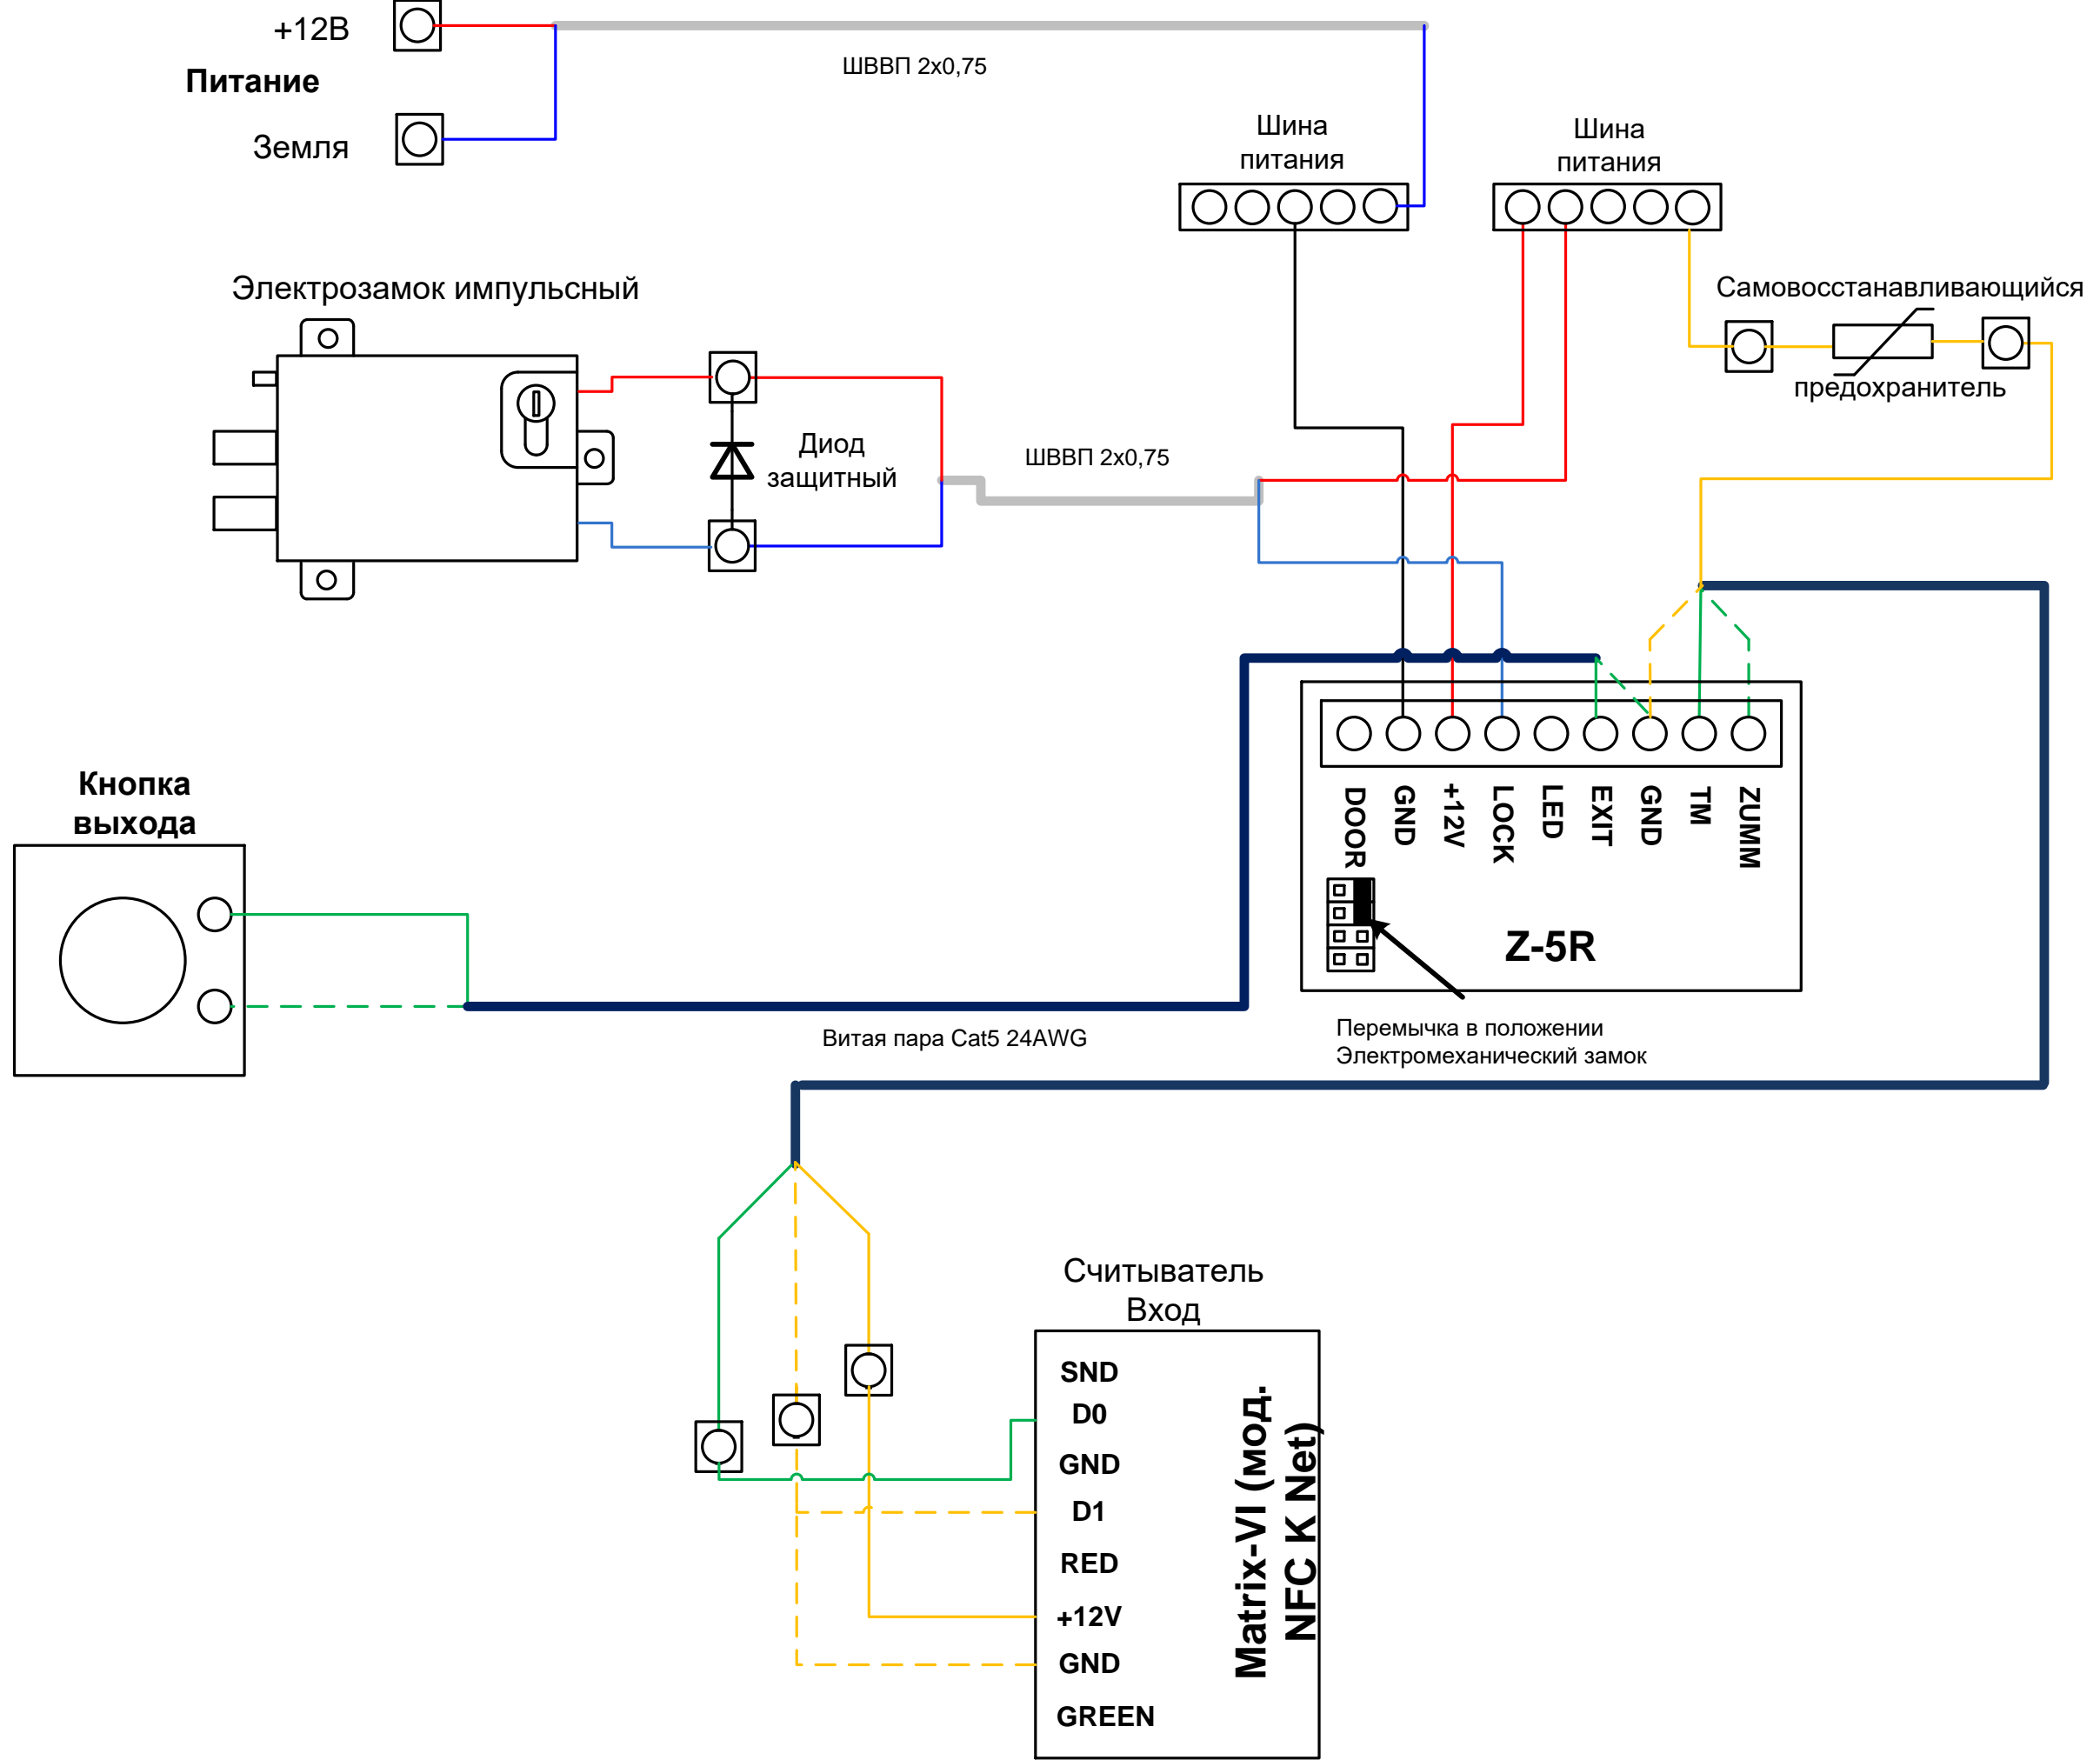 +12В
Питание
Земля
ШВВП 2х0,75
Шина
питания
Шина
питания
Электрозамок импульсный
Самовосстанавливающийся
предохранитель
Диод
защитный
ШВВП 2х0,75
Кнопка
выхода
DOOR
GND
+12V
LOCK
LED
EXIT
GND
TM
ZUMM
Z-5R
Перемычка в положении
Электромеханический замок
Витая пара Cat5 24AWG
Считыватель
Вход
SND
D0
GND
D1
RED
+12V
GND
GREEN
Matrix-VI (мод.
NFC K Net)